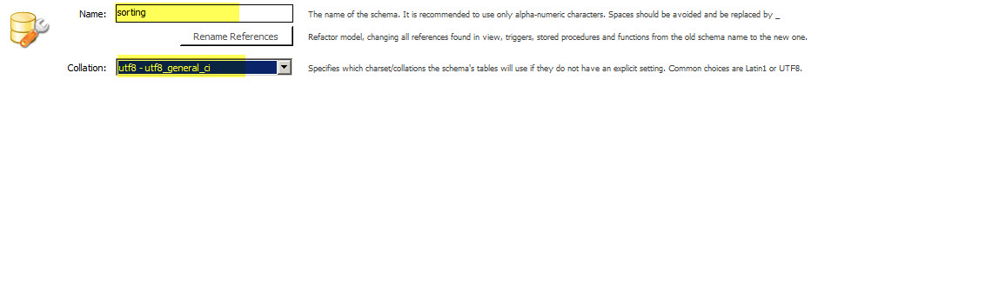 Name: sorting The name of the schema. It is recommended to use only alpha-numeric characters. Spaces should be avoided and be replaced by _
Rename References Refactor model, changing all references found in view, triggers, stored procedures and functions from the old schema name to the new one.
Collation: utf8 - utf8_general_ci Specifies which charset/collations the schema's tables will use if they do not have an explicit setting. Common choices are Latin1 or UTF8.